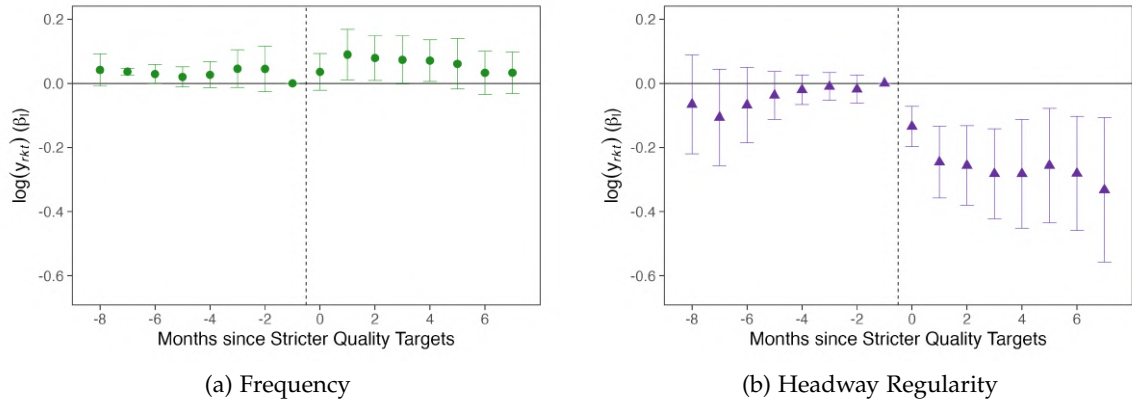 0.2
0.0
-0.2
-0.4
-0.6
log(y_rkt) (β_l)
-8 -6 -4 -2 0 2 4 6
Months since Stricter Quality Targets
(a) Frequency
0.2
0.0
-0.2
-0.4
-0.6
log(y_rkt) (β_l)
-8 -6 -4 -2 0 2 4 6
Months since Stricter Quality Targets
(b) Headway Regularity